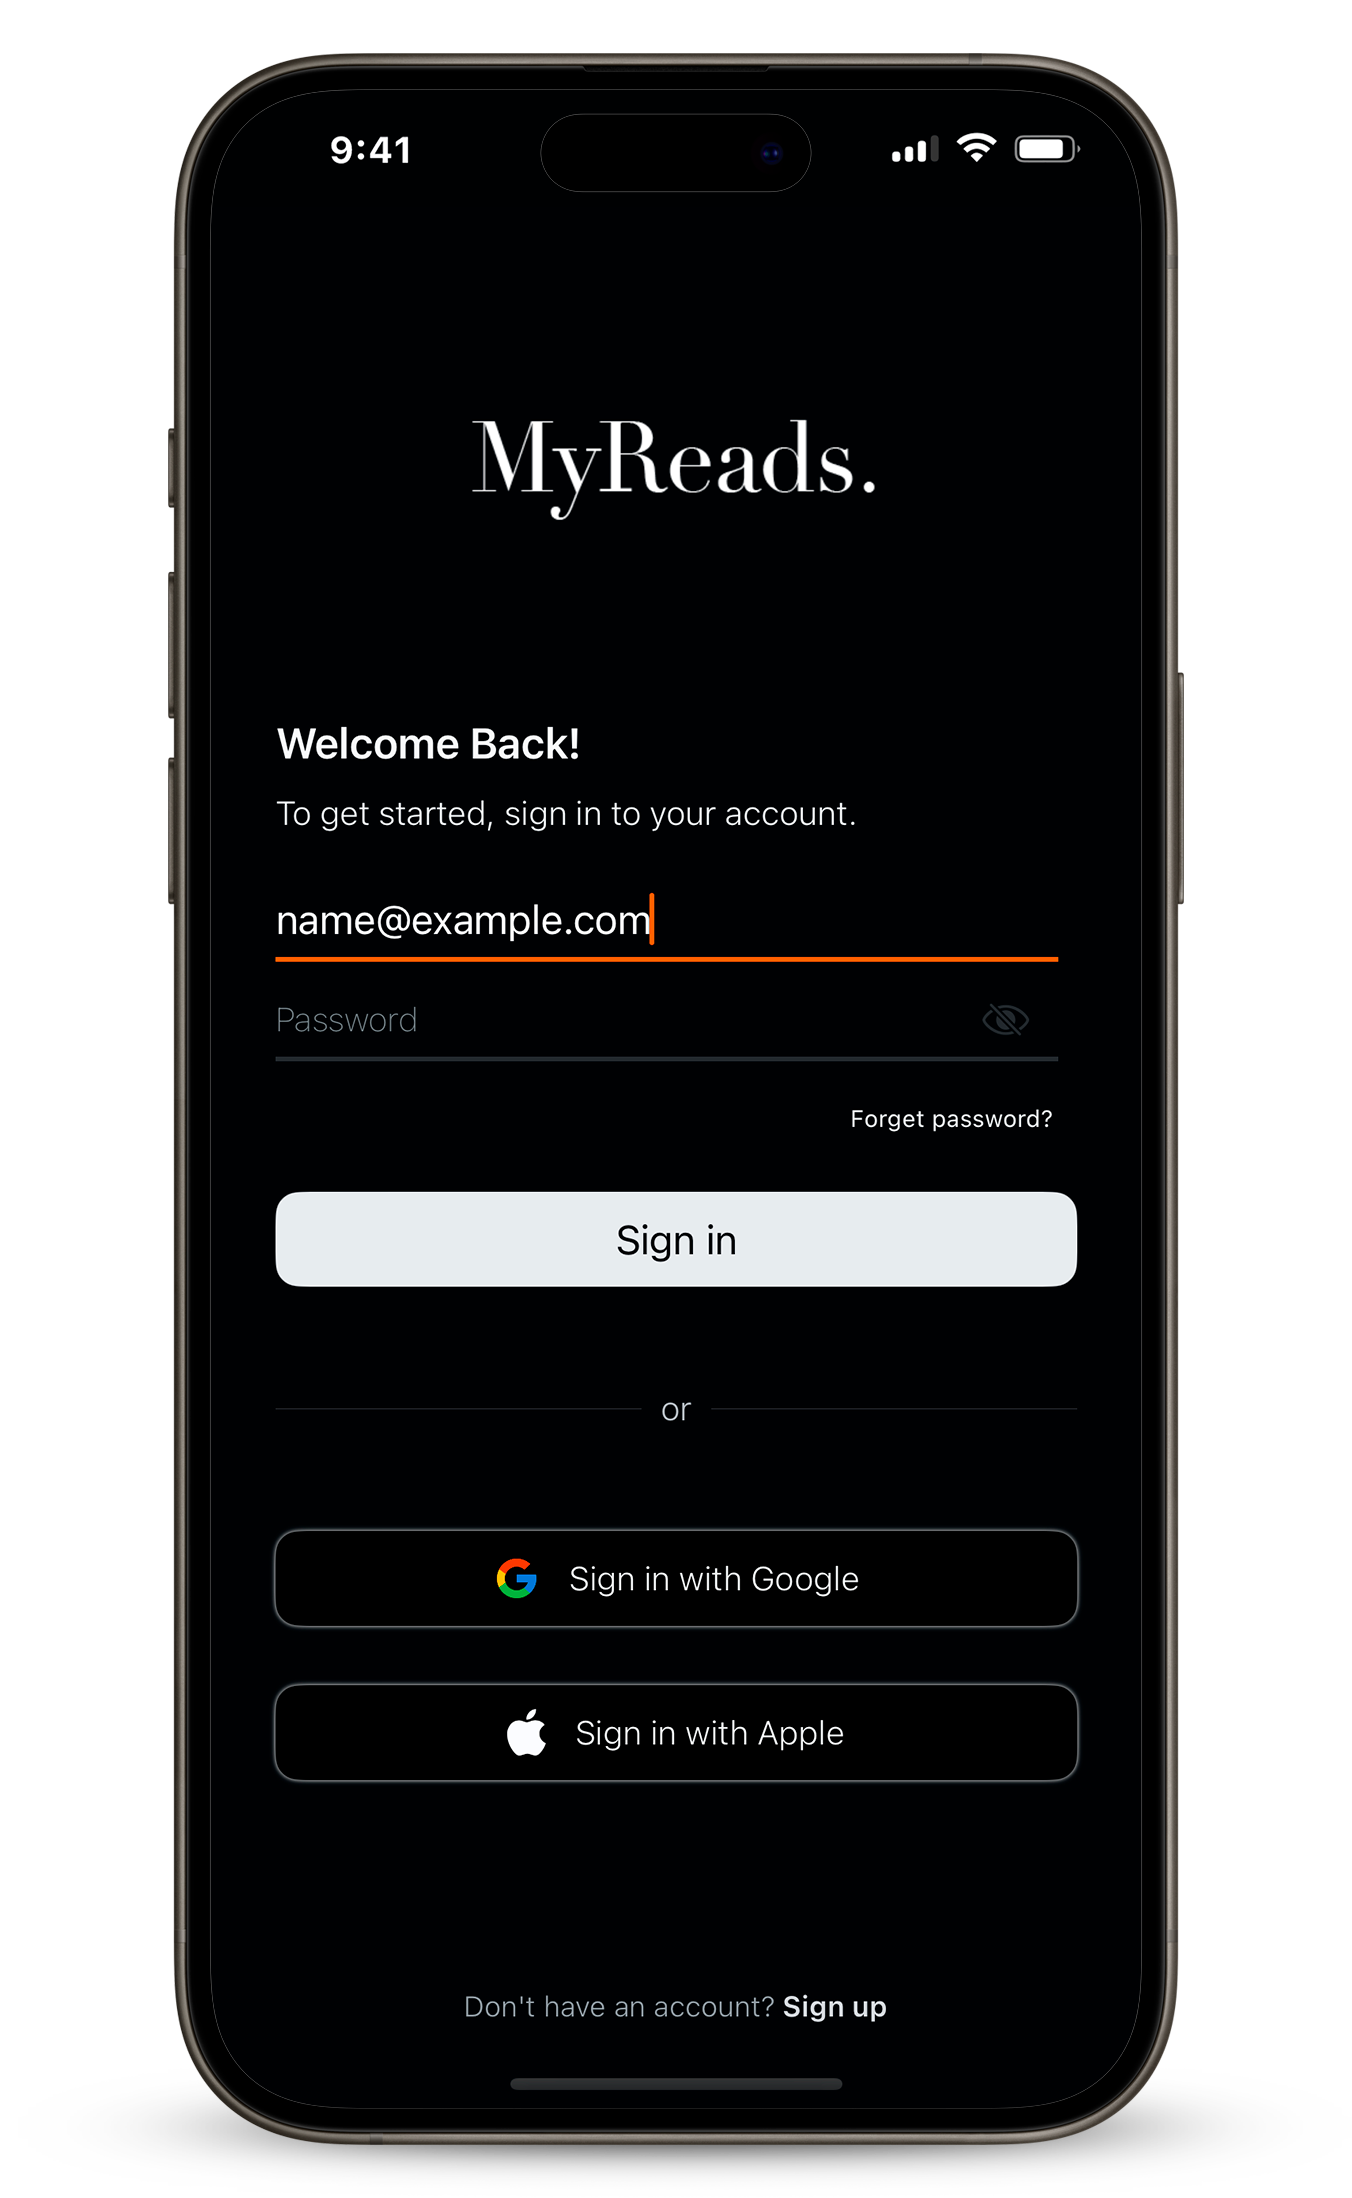 9:41
MyReads.
Welcome Back!
To get started, sign in to your account.
name@example.com
Password
Forget password?
Sign in
or
Sign in with Google
Sign in with Apple
Don't have an account? Sign up